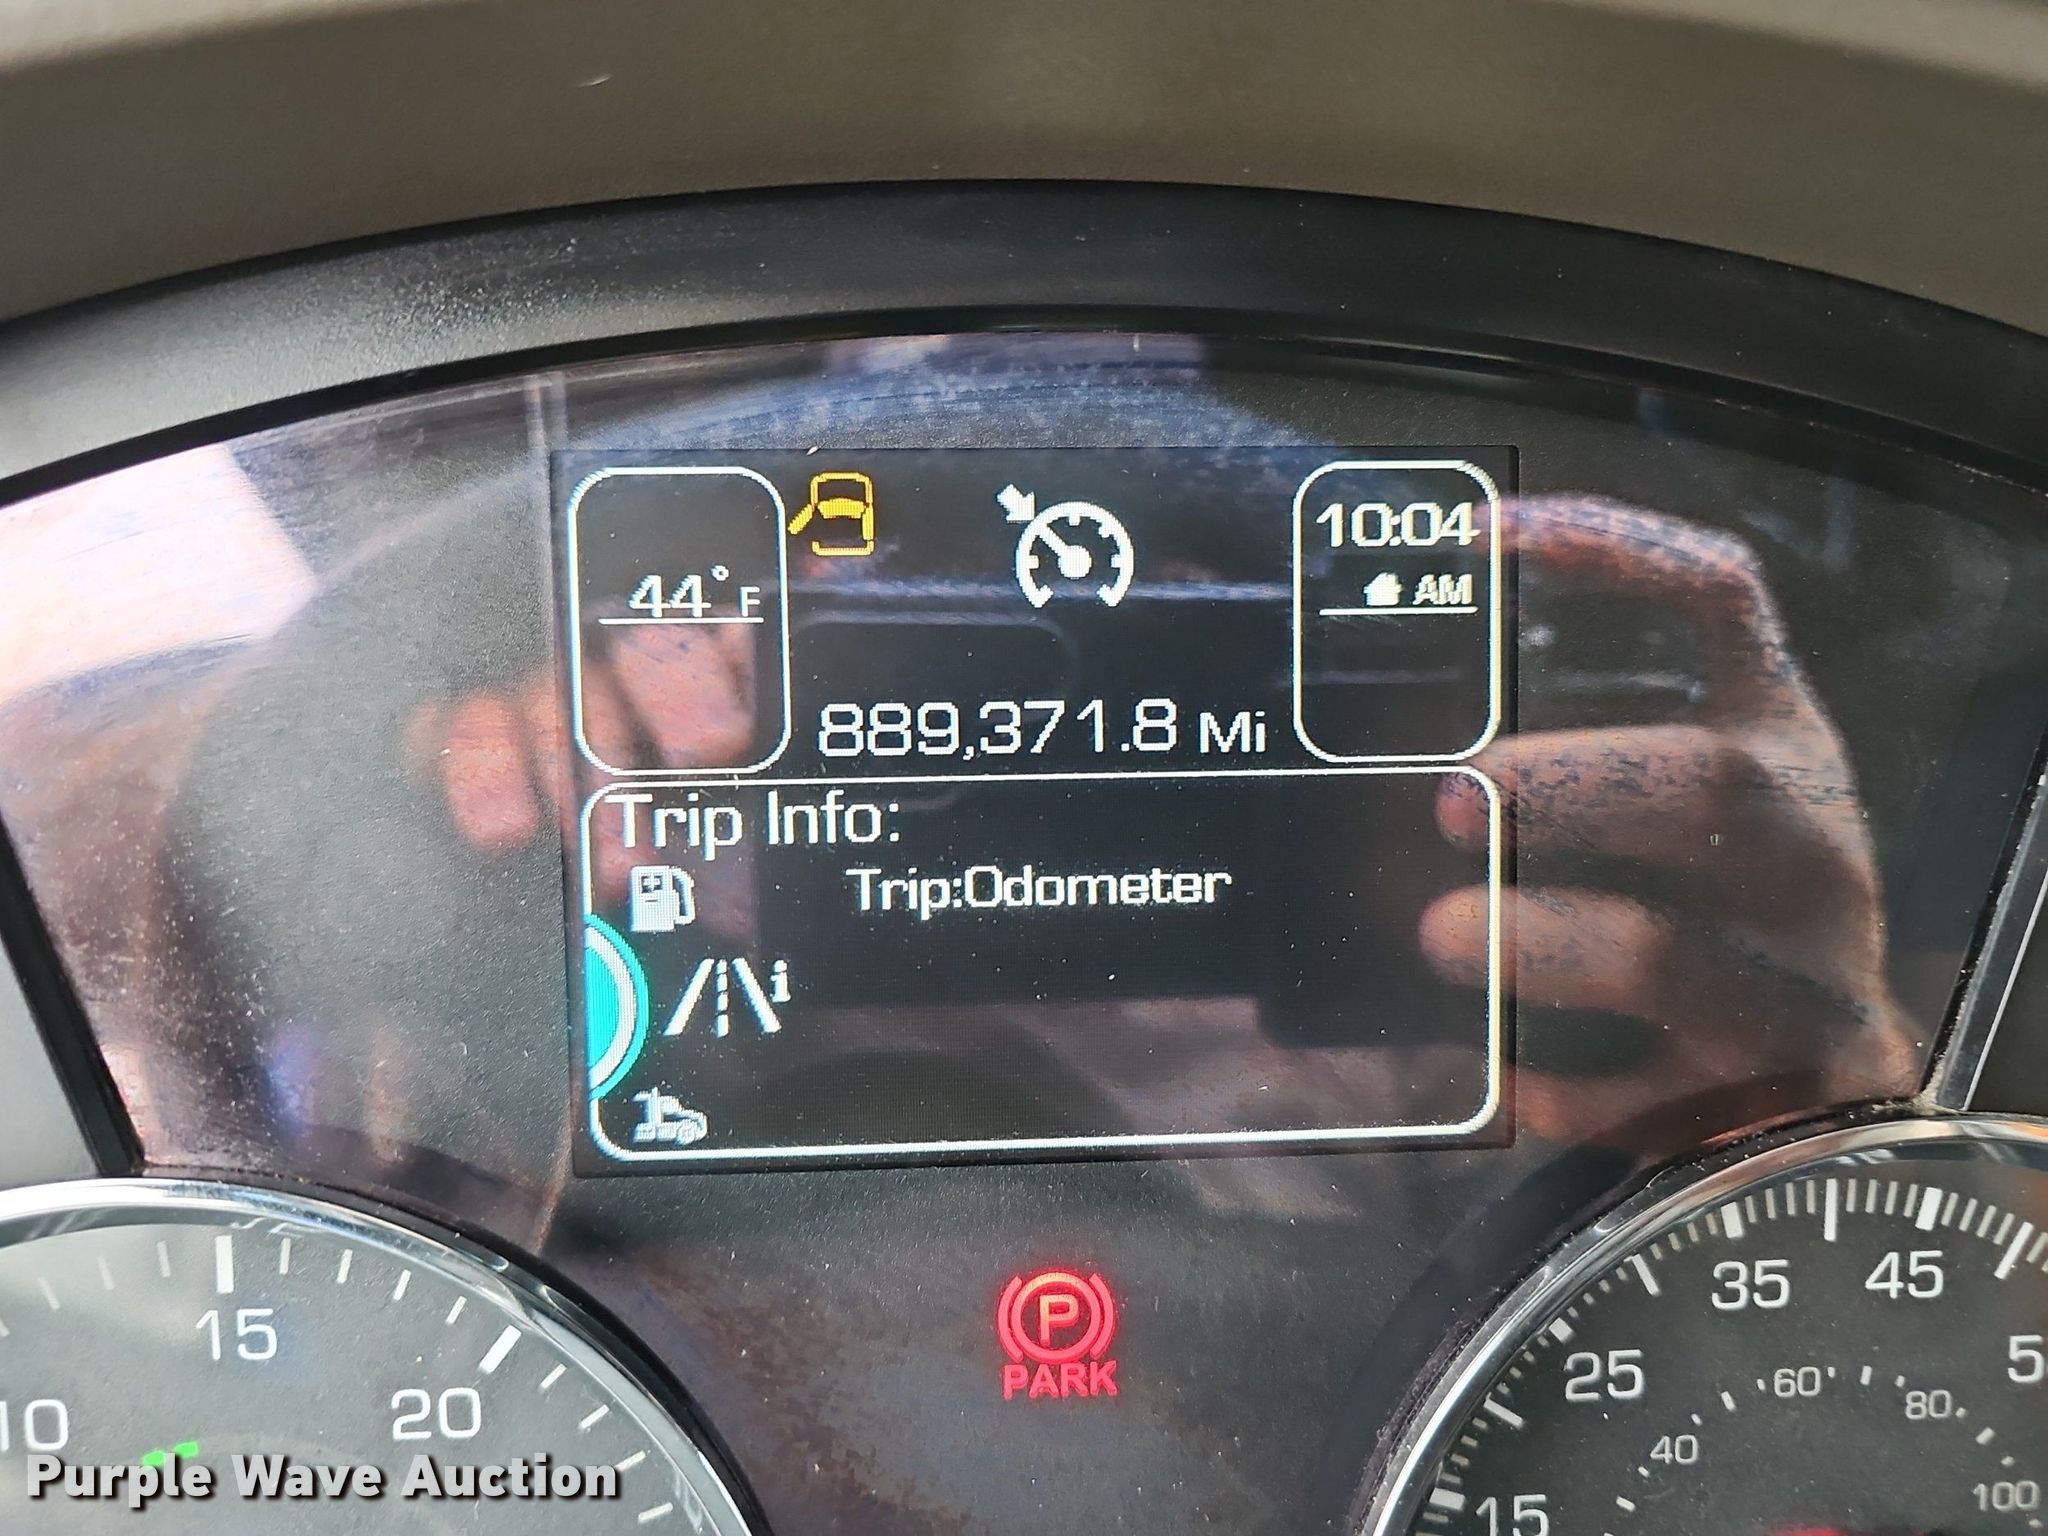 44°F
10:04
AM
889,371.8 Mi
Trip Info:
Trip:Odometer
i
P
PARK
10
15
20
15
25
35
45
40
60
80
100
Purple Wave Auction